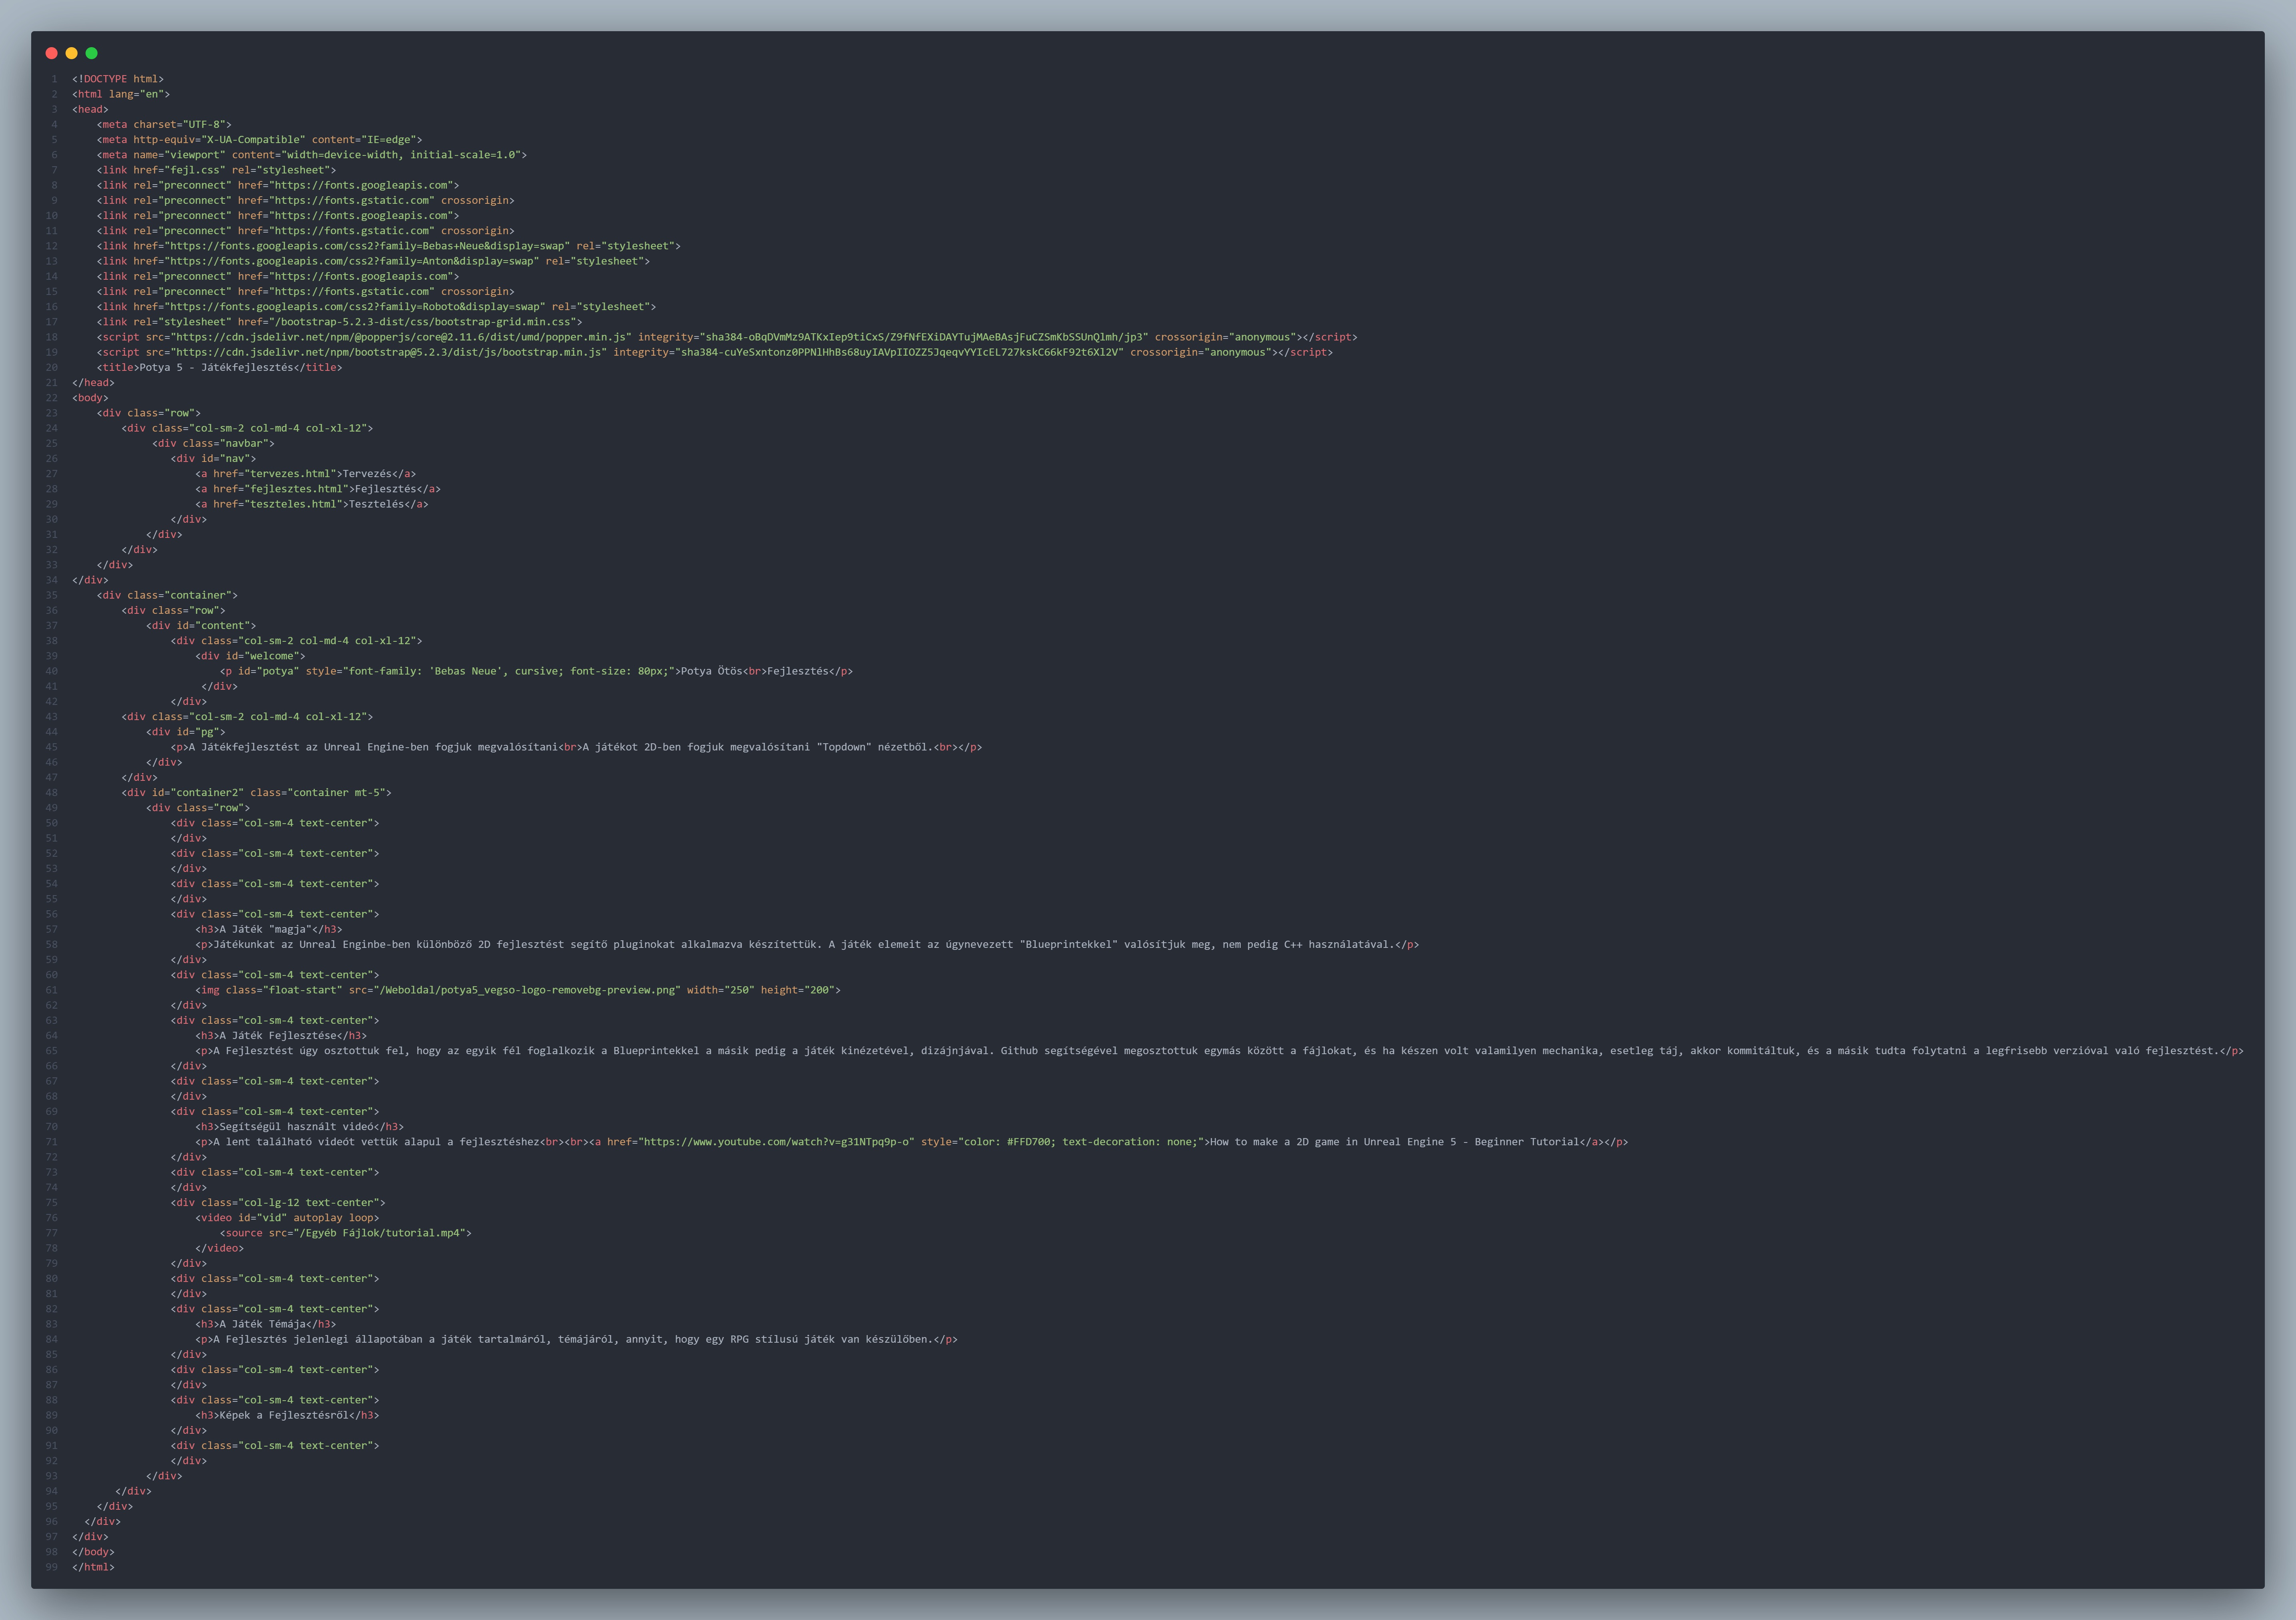 1 <!DOCTYPE html>
2 <html lang="en">
3 <head>
4     <meta charset="UTF-8">
5     <meta http-equiv="X-UA-Compatible" content="IE=edge">
6     <meta name="viewport" content="width=device-width, initial-scale=1.0">
7     <link href="fejl.css" rel="stylesheet">
8     <link rel="preconnect" href="https://fonts.googleapis.com">
9     <link rel="preconnect" href="https://fonts.gstatic.com" crossorigin>
10     <link rel="preconnect" href="https://fonts.googleapis.com">
11     <link rel="preconnect" href="https://fonts.gstatic.com" crossorigin>
12     <link href="https://fonts.googleapis.com/css2?family=Bebas+Neue&display=swap" rel="stylesheet">
13     <link href="https://fonts.googleapis.com/css2?family=Anton&display=swap" rel="stylesheet">
14     <link rel="preconnect" href="https://fonts.googleapis.com">
15     <link rel="preconnect" href="https://fonts.gstatic.com" crossorigin>
16     <link href="https://fonts.googleapis.com/css2?family=Roboto&display=swap" rel="stylesheet">
17     <link rel="stylesheet" href="/bootstrap-5.2.3-dist/css/bootstrap-grid.min.css">
18     <script src="https://cdn.jsdelivr.net/npm/@popperjs/core@2.11.6/dist/umd/popper.min.js" integrity="sha384-oBqDVmMz9ATKxIep9tiCxS/Z9fNfEXiDAYTujMAeBAsjFuCZSmKbSSUnQlmh/jp3" crossorigin="anonymous"></script>
19     <script src="https://cdn.jsdelivr.net/npm/bootstrap@5.2.3/dist/js/bootstrap.min.js" integrity="sha384-cuYeSxntonz0PPNlHhBs68uyIAVpIIOZZ5JqeqvYYIcEL727kskC66kF92t6Xl2V" crossorigin="anonymous"></script>
20     <title>Potya 5 - Játékfejlesztés</title>
21 </head>
22 <body>
23     <div class="row">
24         <div class="col-sm-2 col-md-4 col-xl-12">
25              <div class="navbar">
26                 <div id="nav">
27                     <a href="tervezes.html">Tervezés</a>
28                     <a href="fejlesztes.html">Fejlesztés</a>
29                     <a href="teszteles.html">Tesztelés</a>
30                 </div>
31             </div>
32         </div>
33     </div>
34 </div>
35     <div class="container">
36         <div class="row">
37             <div id="content">
38                 <div class="col-sm-2 col-md-4 col-xl-12">
39                     <div id="welcome">
40                         <p id="potya" style="font-family: 'Bebas Neue', cursive; font-size: 80px;">Potya Ötös<br>Fejlesztés</p>
41                      </div>
42                 </div>
43         <div class="col-sm-2 col-md-4 col-xl-12">
44             <div id="pg">
45                 <p>A Játékfejlesztést az Unreal Engine-ben fogjuk megvalósítani<br>A játékot 2D-ben fogjuk megvalósítani "Topdown" nézetből.<br></p>
46             </div>
47         </div>
48         <div id="container2" class="container mt-5">
49             <div class="row">
50                 <div class="col-sm-4 text-center">
51                 </div>
52                 <div class="col-sm-4 text-center">
53                 </div>
54                 <div class="col-sm-4 text-center">
55                 </div>
56                 <div class="col-sm-4 text-center">
57                     <h3>A Játék "magja"</h3>
58                     <p>Játékunkat az Unreal Enginbe-ben különböző 2D fejlesztést segítő pluginokat alkalmazva készítettük. A játék elemeit az úgynevezett "Blueprintekkel" valósítjuk meg, nem pedig C++ használatával.</p>
59                 </div>
60                 <div class="col-sm-4 text-center">
61                     <img class="float-start" src="/Weboldal/potya5_vegso-logo-removebg-preview.png" width="250" height="200">
62                 </div>
63                 <div class="col-sm-4 text-center">
64                     <h3>A Játék Fejlesztése</h3>
65                     <p>A Fejlesztést úgy osztottuk fel, hogy az egyik fél foglalkozik a Blueprintekkel a másik pedig a játék kinézetével, dizájnjával. Github segítségével megosztottuk egymás között a fájlokat, és ha készen volt valamilyen mechanika, esetleg táj, akkor kommitáltuk, és a másik tudta folytatni a legfrisebb verzióval való fejlesztést.</p>
66                 </div>
67                 <div class="col-sm-4 text-center">
68                 </div>
69                 <div class="col-sm-4 text-center">
70                     <h3>Segítségül használt videó</h3>
71                     <p>A lent található videót vettük alapul a fejlesztéshez<br><br><a href="https://www.youtube.com/watch?v=g31NTpq9p-o" style="color: #FFD700; text-decoration: none;">How to make a 2D game in Unreal Engine 5 - Beginner Tutorial</a></p>
72                 </div>
73                 <div class="col-sm-4 text-center">
74                 </div>
75                 <div class="col-lg-12 text-center">
76                     <video id="vid" autoplay loop>
77                         <source src="/Egyéb Fájlok/tutorial.mp4">
78                     </video>
79                 </div>
80                 <div class="col-sm-4 text-center">
81                 </div>
82                 <div class="col-sm-4 text-center">
83                     <h3>A Játék Témája</h3>
84                     <p>A Fejlesztés jelenlegi állapotában a játék tartalmáról, témájáról, annyit, hogy egy RPG stílusú játék van készülőben.</p>
85                 </div>
86                 <div class="col-sm-4 text-center">
87                 </div>
88                 <div class="col-sm-4 text-center">
89                     <h3>Képek a Fejlesztésről</h3>
90                 </div>
91                 <div class="col-sm-4 text-center">
92                 </div>
93             </div>
94        </div>
95     </div>
96   </div>
97 </div>
98 </body>
99 </html>